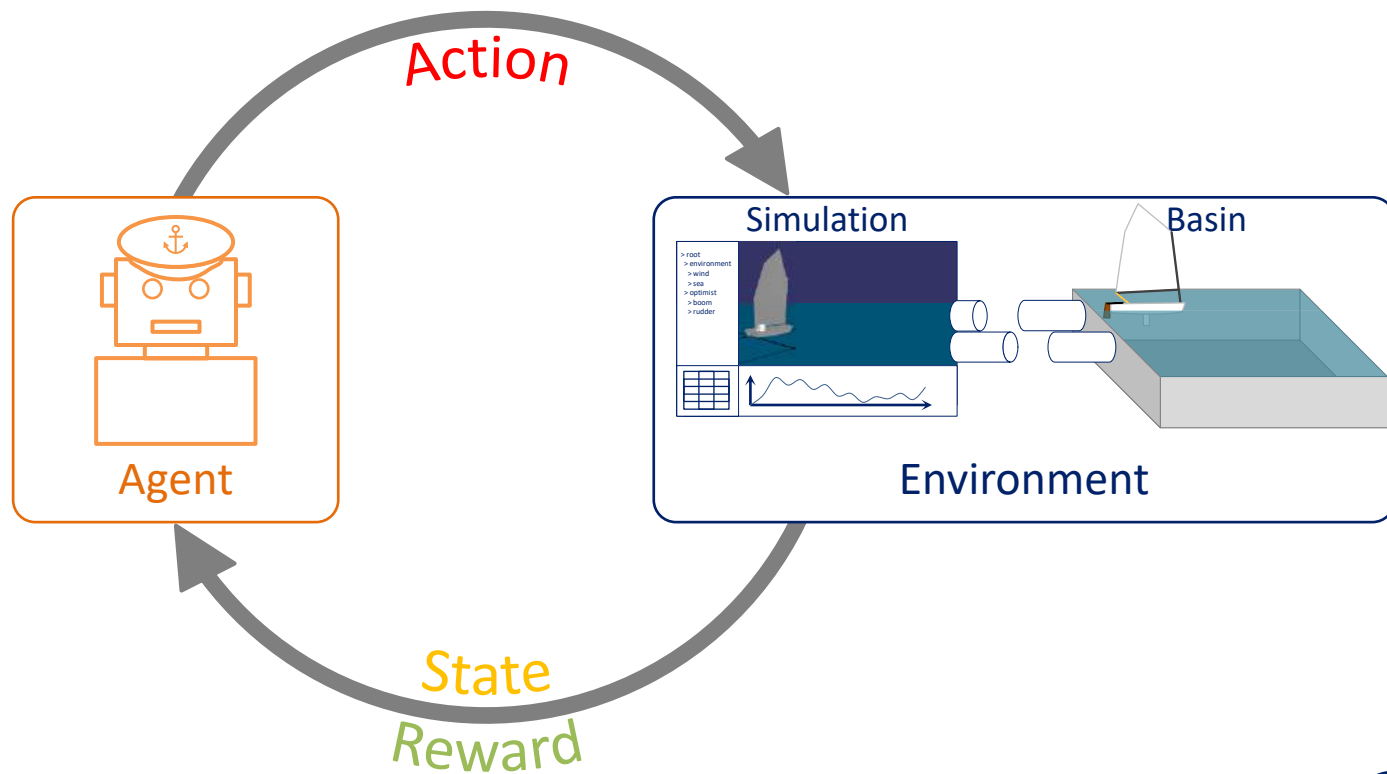 Action
Simulation
Basin
> root
> environment
> wind
> sea
> optimist
> boom
> rudder
Agent
Environment
State
Reward